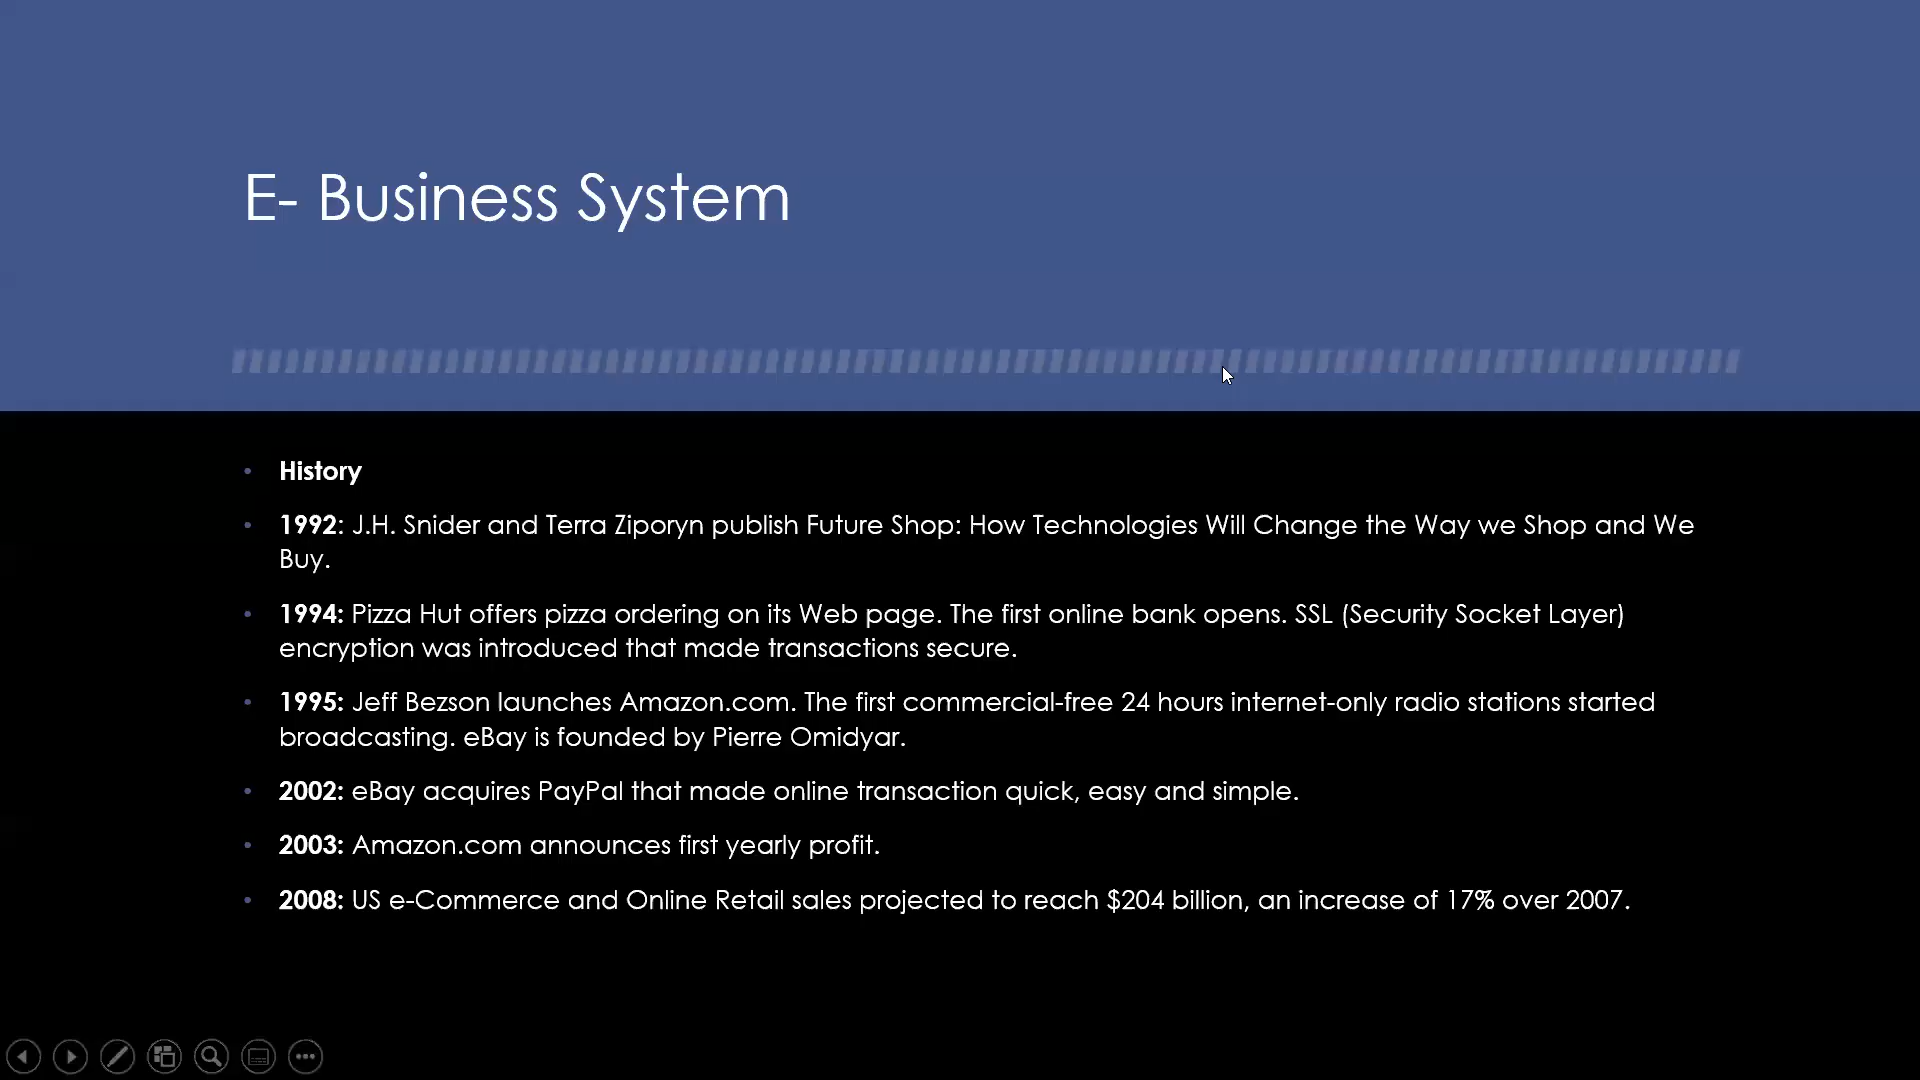 E- Business System
• History
• 1992: J.H. Snider and Terra Ziporyn publish Future Shop: How Technologies Will Change the Way we Shop and We
Buy.
• 1994: Pizza Hut offers pizza ordering on its Web page. The first online bank opens. SSL (Security Socket Layer)
encryption was introduced that made transactions secure.
• 1995: Jeff Bezson launches Amazon.com. The first commercial-free 24 hours internet-only radio stations started
broadcasting. eBay is founded by Pierre Omidyar.
• 2002: eBay acquires PayPal that made online transaction quick, easy and simple.
• 2003: Amazon.com announces first yearly profit.
• 2008: US e-Commerce and Online Retail sales projected to reach $204 billion, an increase of 17% over 2007.